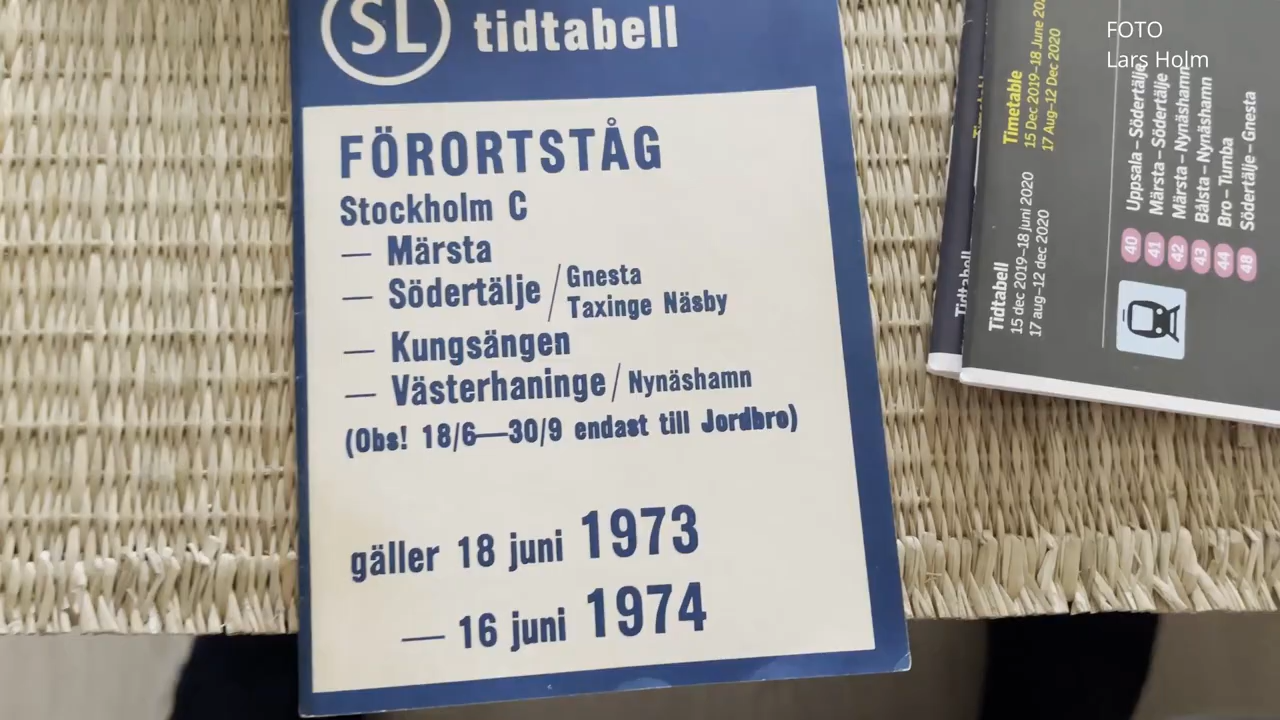 SL tidtabell
FÖRORTSTÅG
Stockholm C
— Märsta
— Södertälje / Gnesta
Taxinge Näsby
— Kungsängen
— Västerhaninge / Nynäshamn
(Obs! 18/6—30/9 endast till Jordbro)
gäller 18 juni 1973
— 16 juni 1974
FOTO
Lars Holm
Tidtabell
15 dec 2019–18 juni 2020
17 aug–12 dec 2020
Timetable
15 Dec 2019–18 June 20
17 Aug–12 Dec 2020
40 Uppsala – Södertälje
41 Märsta – Södertälje
42 Märsta – Nynäshamn
43 Bålsta – Nynäshamn
44 Bro – Tumba
48 Södertälje – Gnesta
Tidtabell